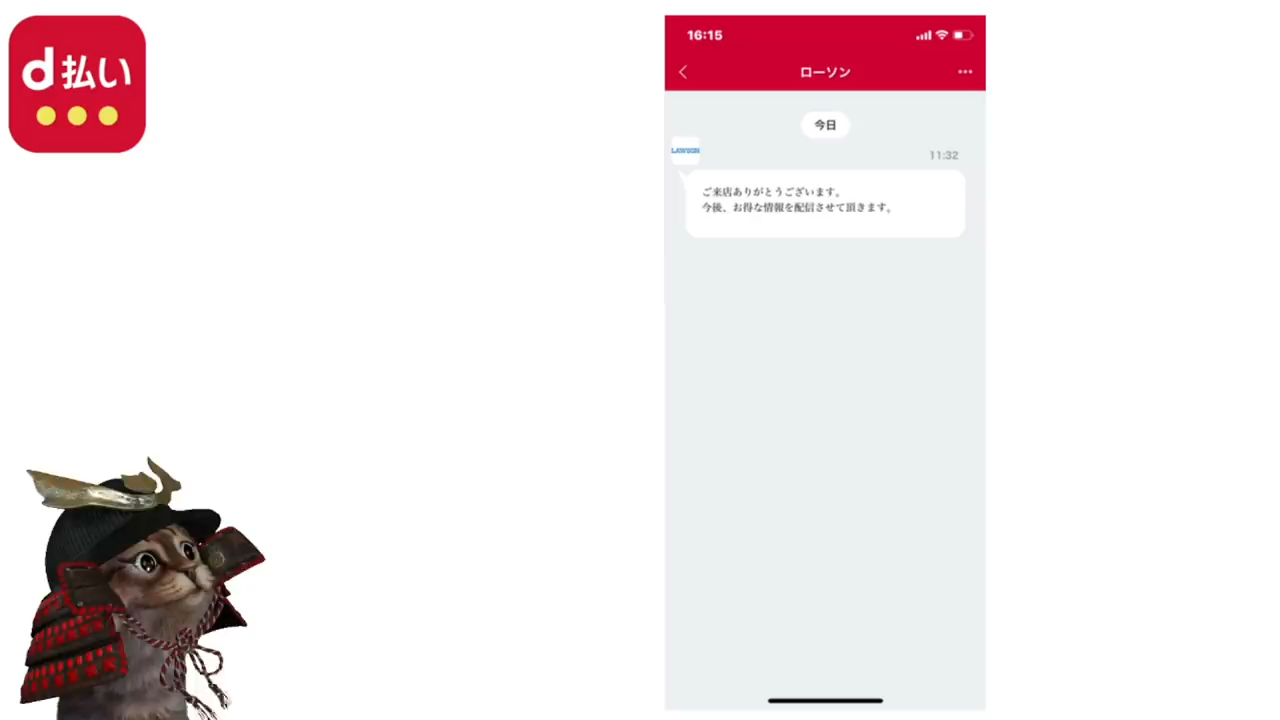 d払い
16:15
ローソン
今日
LAWSON
11:32
ご来店ありがとうございます。
今後、お得な情報を配信させて頂きます。